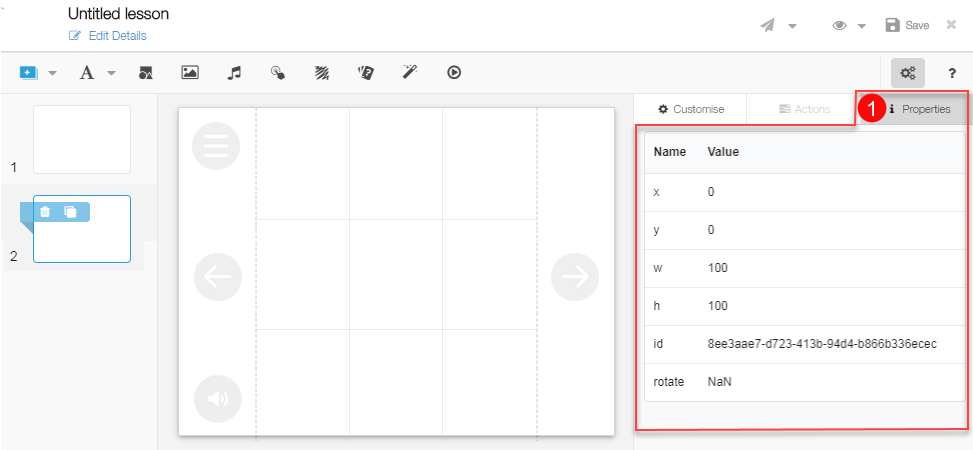 Untitled lesson
Edit Details
Save
A
?
Customise
Actions
1
i Properties
Name Value
x 0
y 0
w 100
h 100
id 8ee3aae7-d723-413b-94d4-b866b336ecec
rotate NaN
1
2